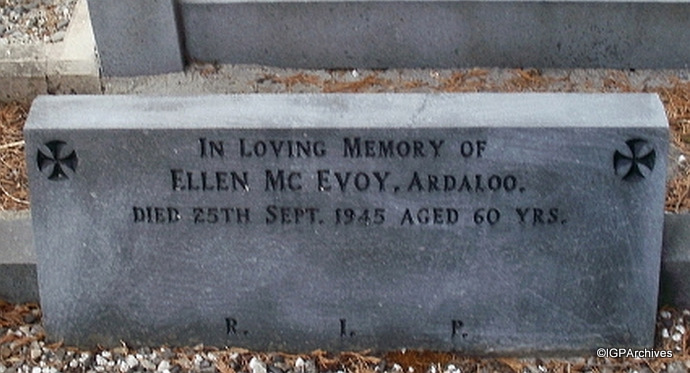 In Loving Memory of
Ellen Mc Evoy, Ardaloo.
Died 25th Sept. 1945 aged 60 yrs.
R. I. P.
©IGPArchives